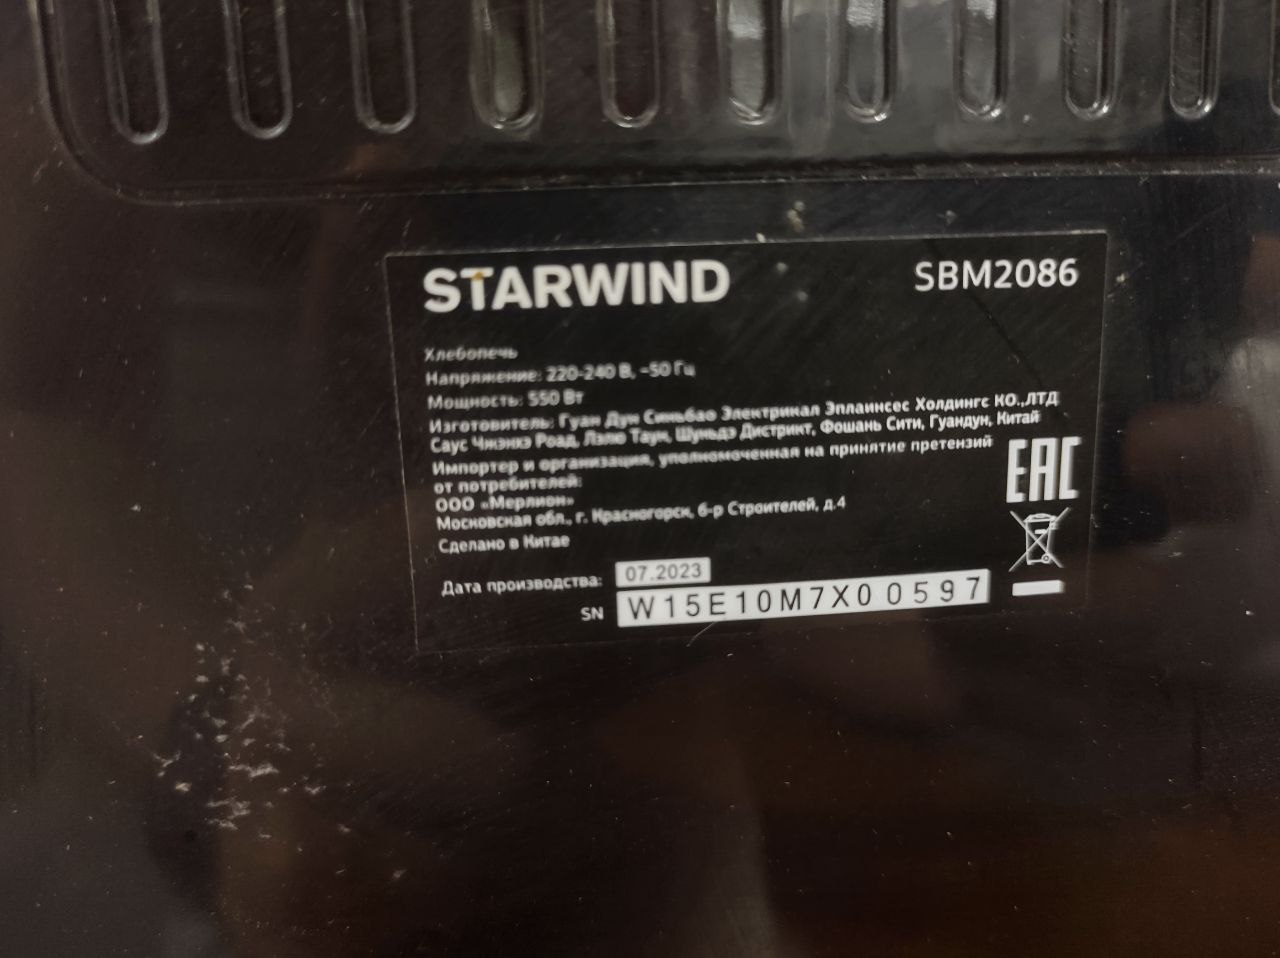 STARWIND
SBM2086
Хлебопечь
Напряжение: 220-240 В, ~50 Гц
Мощность: 550 Вт
Изготовитель: Гуан Дун Синьбао Электрикал Эплаинсес Холдингс КО.,ЛТД
Саус Чжэнхэ Роад, Лэлю Таун, Шуньдэ Дистрикт, Фошань Сити, Гуандун, Китай
Импортер и организация, уполномоченная на принятие претензий
от потребителей:
ООО «Мерлион»
Московская обл., г. Красногорск, б-р Строителей, д.4
Сделано в Китае
EAC
Дата производства: 07.2023
SN W15E10M7X00597